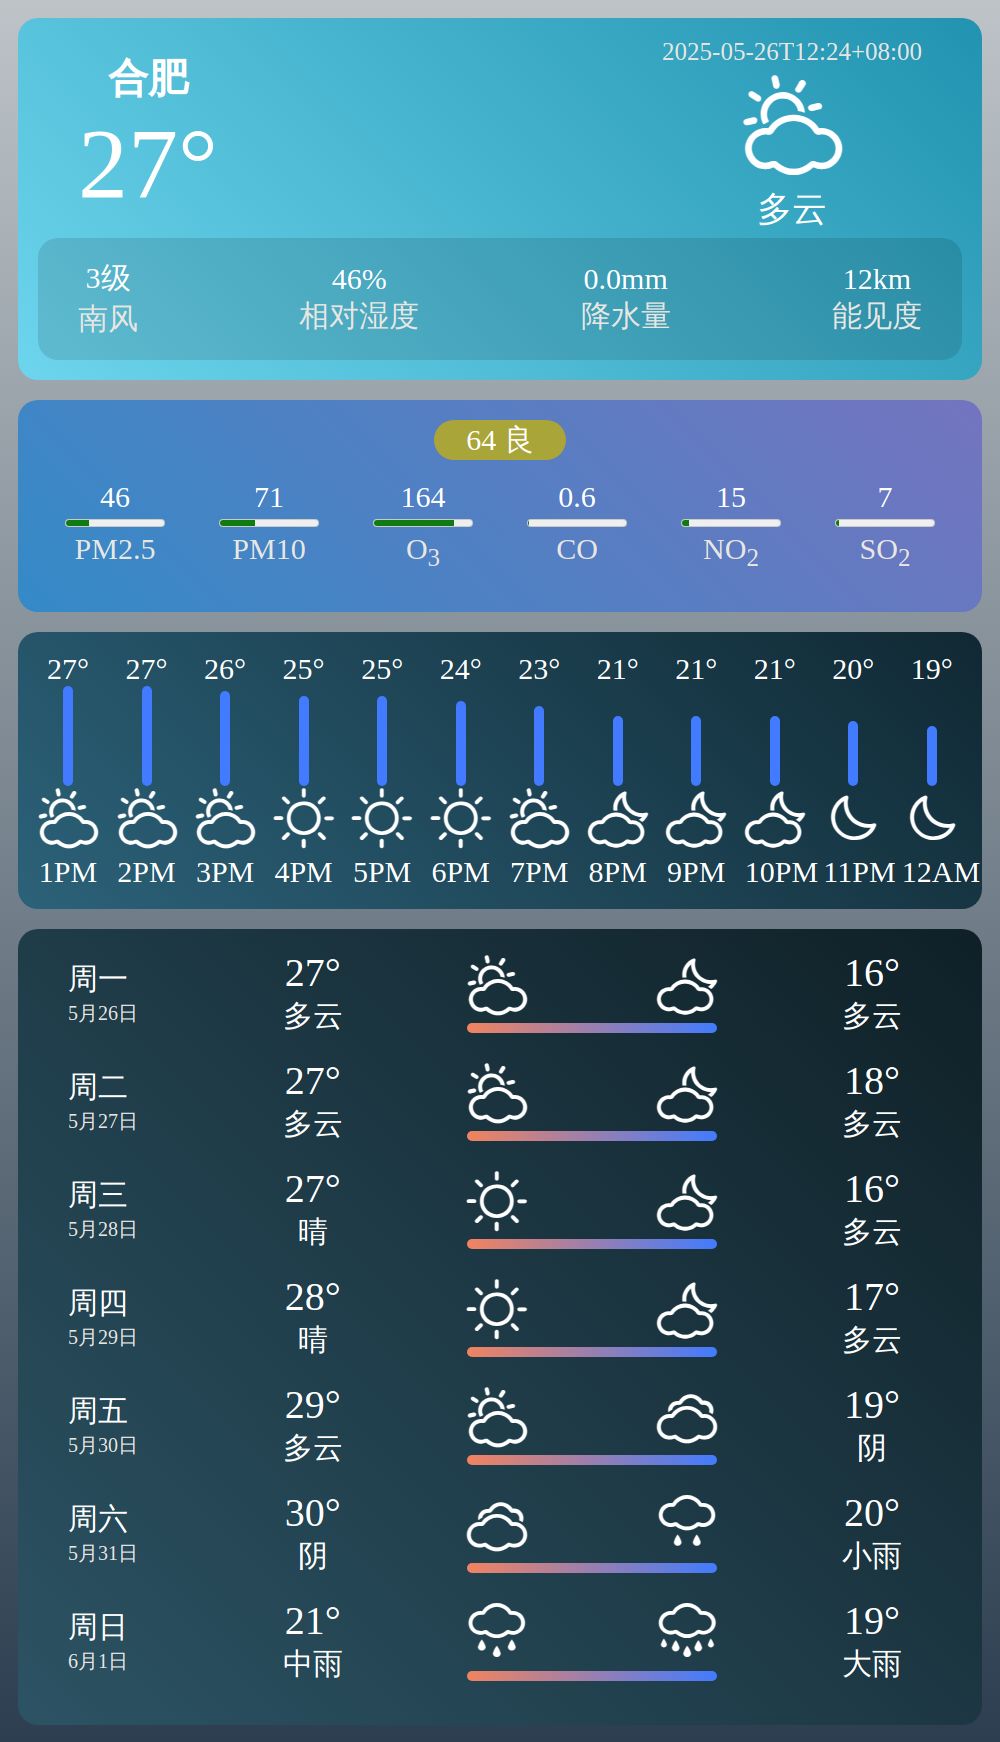 合肥
27°
2025-05-26T12:24+08:00
多云
3级 46% 0.0mm 12km
南风 相对湿度 降水量 能见度
64 良
46 71 164 0.6 15 7
PM2.5 PM10 O3 CO NO2 SO2
27° 27° 26° 25° 25° 24° 23° 21° 21° 21° 20° 19°
1PM 2PM 3PM 4PM 5PM 6PM 7PM 8PM 9PM 10PM 11PM 12AM
周一 27° 16°
5月26日 多云 多云
周二 27° 18°
5月27日 多云 多云
周三 27° 16°
5月28日 晴 多云
周四 28° 17°
5月29日 晴 多云
周五 29° 19°
5月30日 多云 阴
周六 30° 20°
5月31日 阴 小雨
周日 21° 19°
6月1日 中雨 大雨